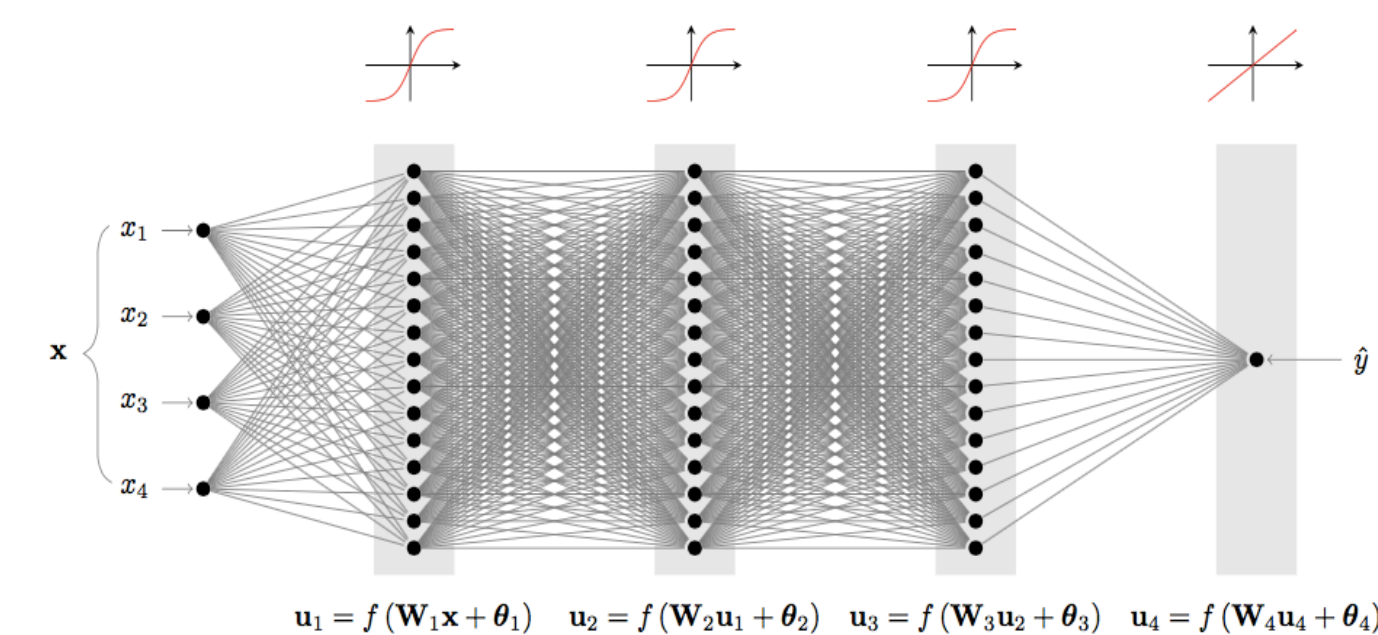 x₁
x₂
x
x₃
x₄
ŷ
u₁ = f (W₁x + θ₁) u₂ = f (W₂u₁ + θ₂) u₃ = f (W₃u₂ + θ₃) u₄ = f (W₄u₄ + θ₄)